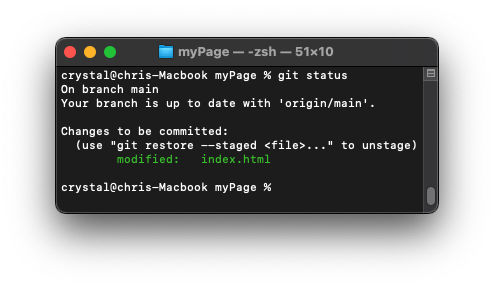 myPage — -zsh — 51×10
crystal@chris-Macbook myPage % git status
On branch main
Your branch is up to date with 'origin/main'.
Changes to be committed:
  (use "git restore --staged <file>..." to unstage)
        modified:   index.html
crystal@chris-Macbook myPage %